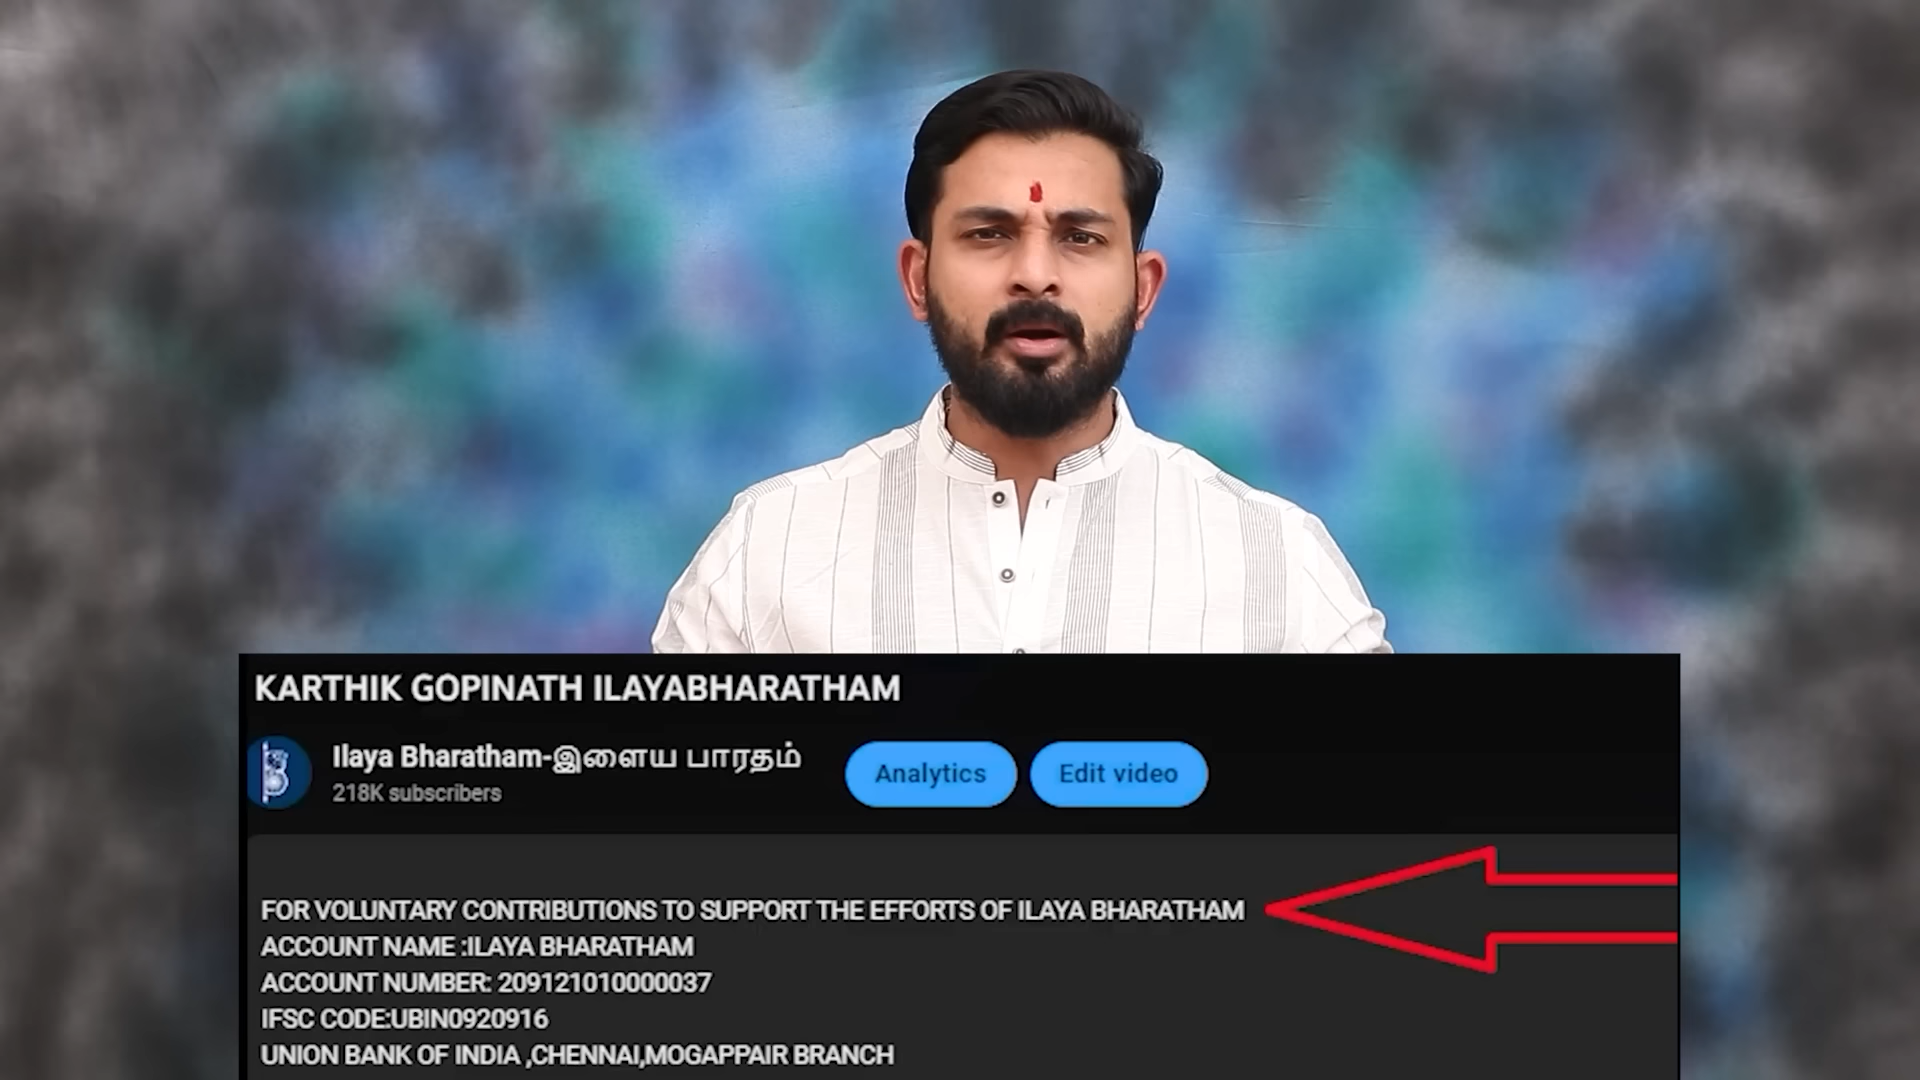 KARTHIK GOPINATH ILAYABHARATHAM
Ilaya Bharatham-இளைய பாரதம்
218K subscribers
Analytics
Edit video
FOR VOLUNTARY CONTRIBUTIONS TO SUPPORT THE EFFORTS OF ILAYA BHARATHAM
ACCOUNT NAME :ILAYA BHARATHAM
ACCOUNT NUMBER: 209121010000037
IFSC CODE:UBIN0920916
UNION BANK OF INDIA ,CHENNAI,MOGAPPAIR BRANCH